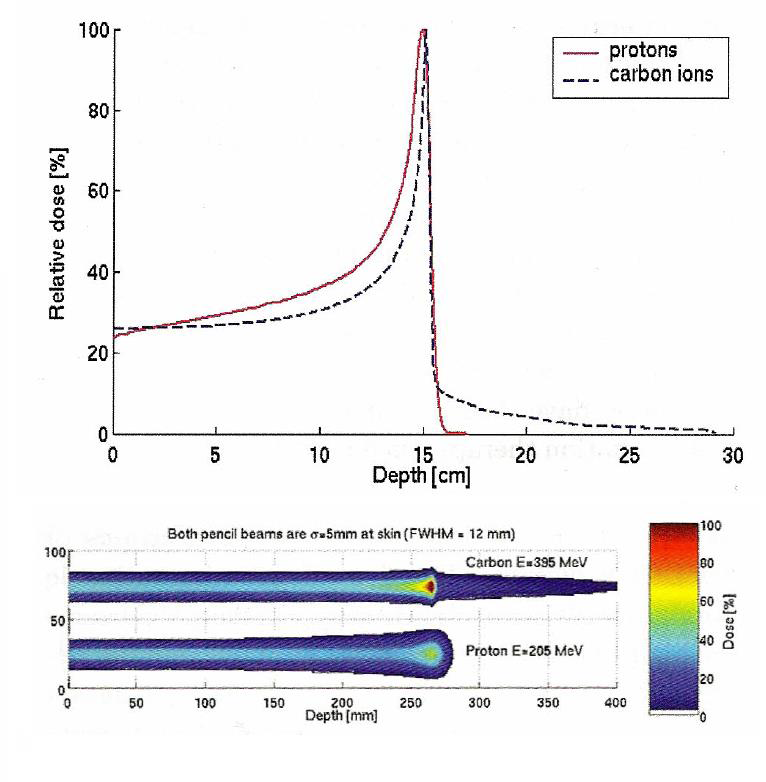 100
80
60
40
20
0
Relative dose [%]
protons
carbon ions
0 5 10 15 20 25 30
Depth [cm]
Both pencil beams are σ=5mm at skin (FWHM = 12 mm)
100
50
0
Carbon E=395 MeV
Proton E=205 MeV
0 50 100 150 200 250 300 350 400
Depth [mm]
100
80
60
40
20
0
Dose [%]